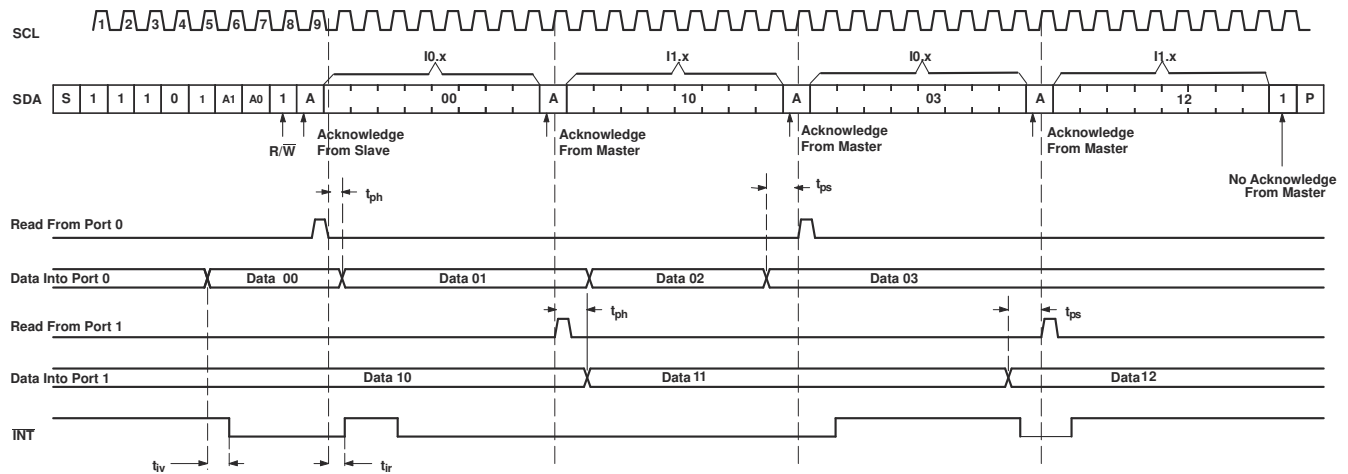 SCL 1 2 3 4 5 6 7 8 9
I0.x I1.x I0.x I1.x
SDA S 1 1 1 0 1 A1 A0 1 A 00 A 10 A 03 A 12 1 P
R/W
Acknowledge
From Slave
Acknowledge
From Master
Acknowledge
From Master
Acknowledge
From Master
No Acknowledge
From Master
tph
tps
Read From Port 0
Data Into Port 0 Data 00 Data 01 Data 02 Data 03
tph
tps
Read From Port 1
Data Into Port 1 Data 10 Data 11 Data 12
INT
tiv
tir